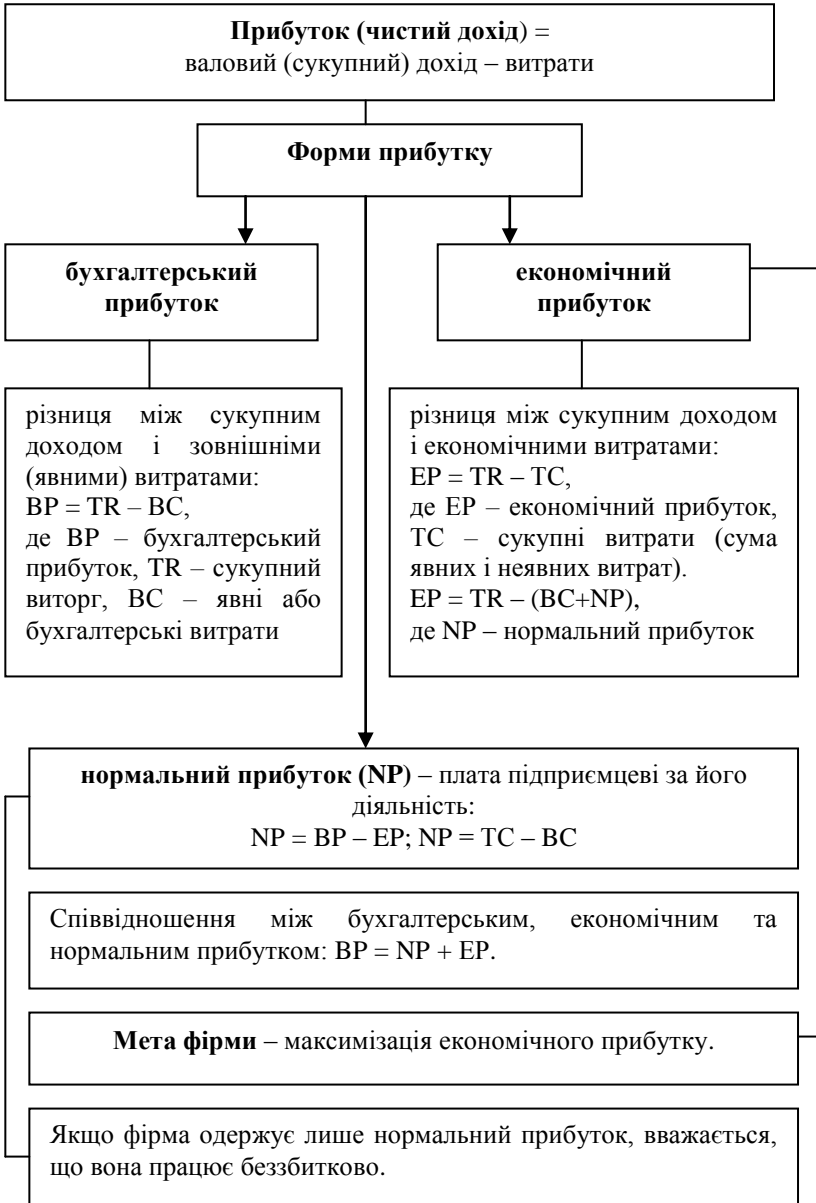 Прибуток (чистий дохід) =
валовий (сукупний) дохід – витрати
Форми прибутку
бухгалтерський
прибуток
економічний
прибуток
різниця між сукупним
доходом і зовнішніми
(явними) витратами:
BP = TR – BC,
де BP – бухгалтерський
прибуток, TR – сукупний
виторг, BC – явні або
бухгалтерські витрати
різниця між сукупним доходом
і економічними витратами:
EP = TR – TC,
де EP – економічний прибуток,
TC – сукупні витрати (сума
явних і неявних витрат).
EP = TR – (BC+NP),
де NP – нормальний прибуток
нормальний прибуток (NP) – плата підприємцеві за його
діяльність:
NP = BP – EP; NP = TC – BC
Співвідношення між бухгалтерським, економічним та
нормальним прибутком: BP = NP + EP.
Мета фірми – максимізація економічного прибутку.
Якщо фірма одержує лише нормальний прибуток, вважається,
що вона працює беззбитково.